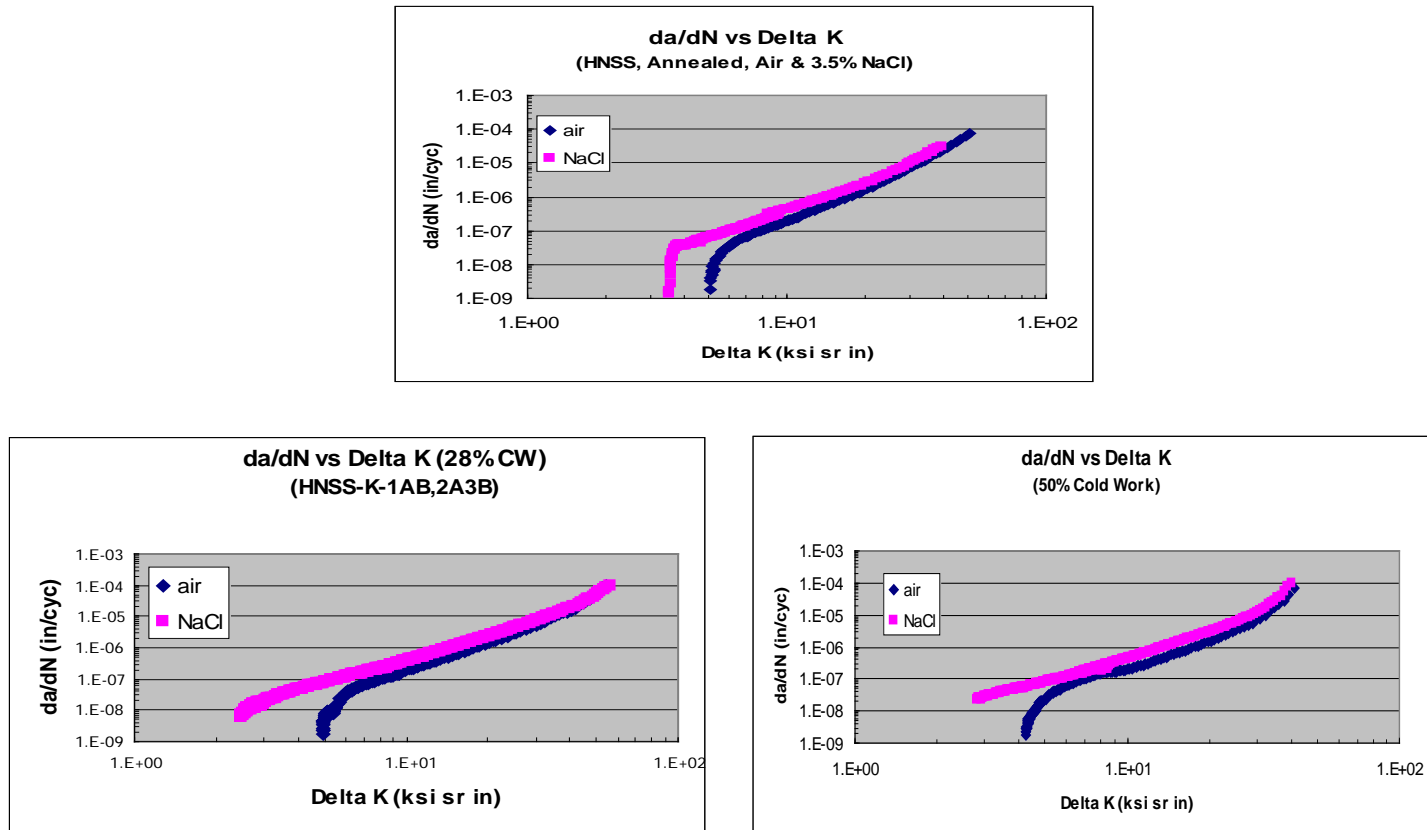 da/dN vs Delta K
(HNSS, Annealed, Air & 3.5% NaCl)
da/dN (in/cyc)
1.E-03
1.E-04
1.E-05
1.E-06
1.E-07
1.E-08
1.E-09
air
NaCl
1.E+00 1.E+01 1.E+02
Delta K (ksi sr in)
da/dN vs Delta K (28% CW)
(HNSS-K-1AB,2A3B)
da/dN (in/cyc)
1.E-03
1.E-04
1.E-05
1.E-06
1.E-07
1.E-08
1.E-09
air
NaCl
1.E+00 1.E+01 1.E+02
Delta K (ksi sr in)
da/dN vs Delta K
(50% Cold Work)
da/dN (in/cyc)
1.E-03
1.E-04
1.E-05
1.E-06
1.E-07
1.E-08
1.E-09
air
NaCl
1.E+00 1.E+01 1.E+02
Delta K (ksi sr in)